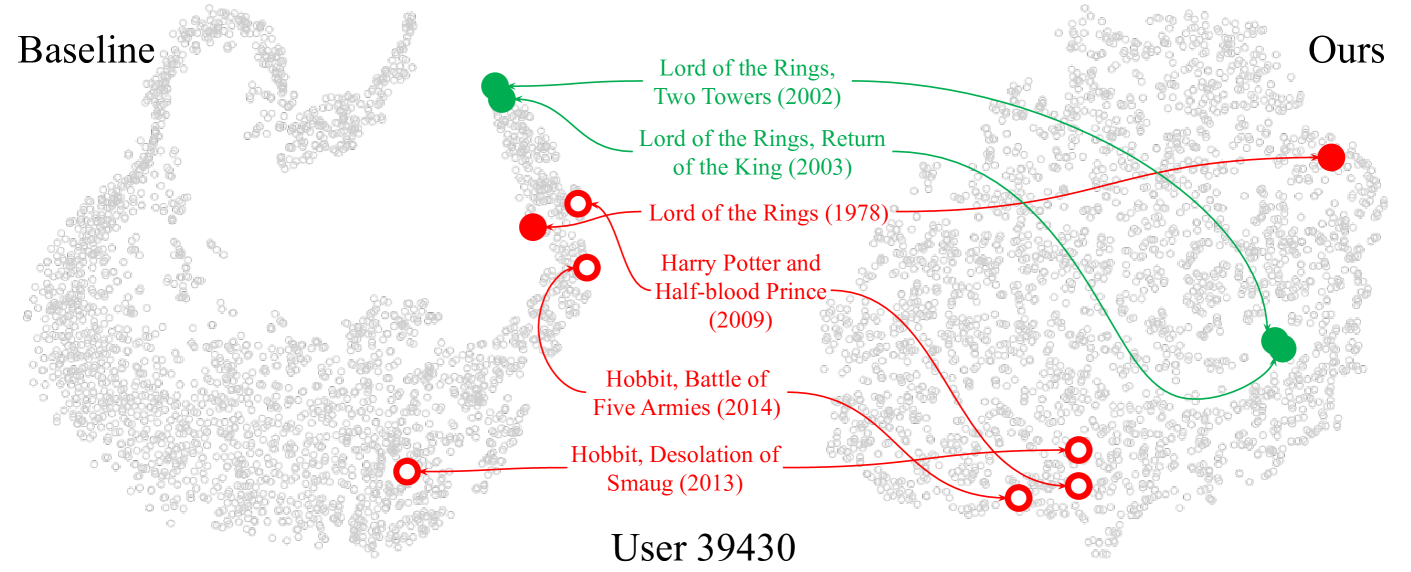 Baseline
Ours
Lord of the Rings,
Two Towers (2002)
Lord of the Rings, Return
of the King (2003)
Lord of the Rings (1978)
Harry Potter and
Half-blood Prince
(2009)
Hobbit, Battle of
Five Armies (2014)
Hobbit, Desolation of
Smaug (2013)
User 39430